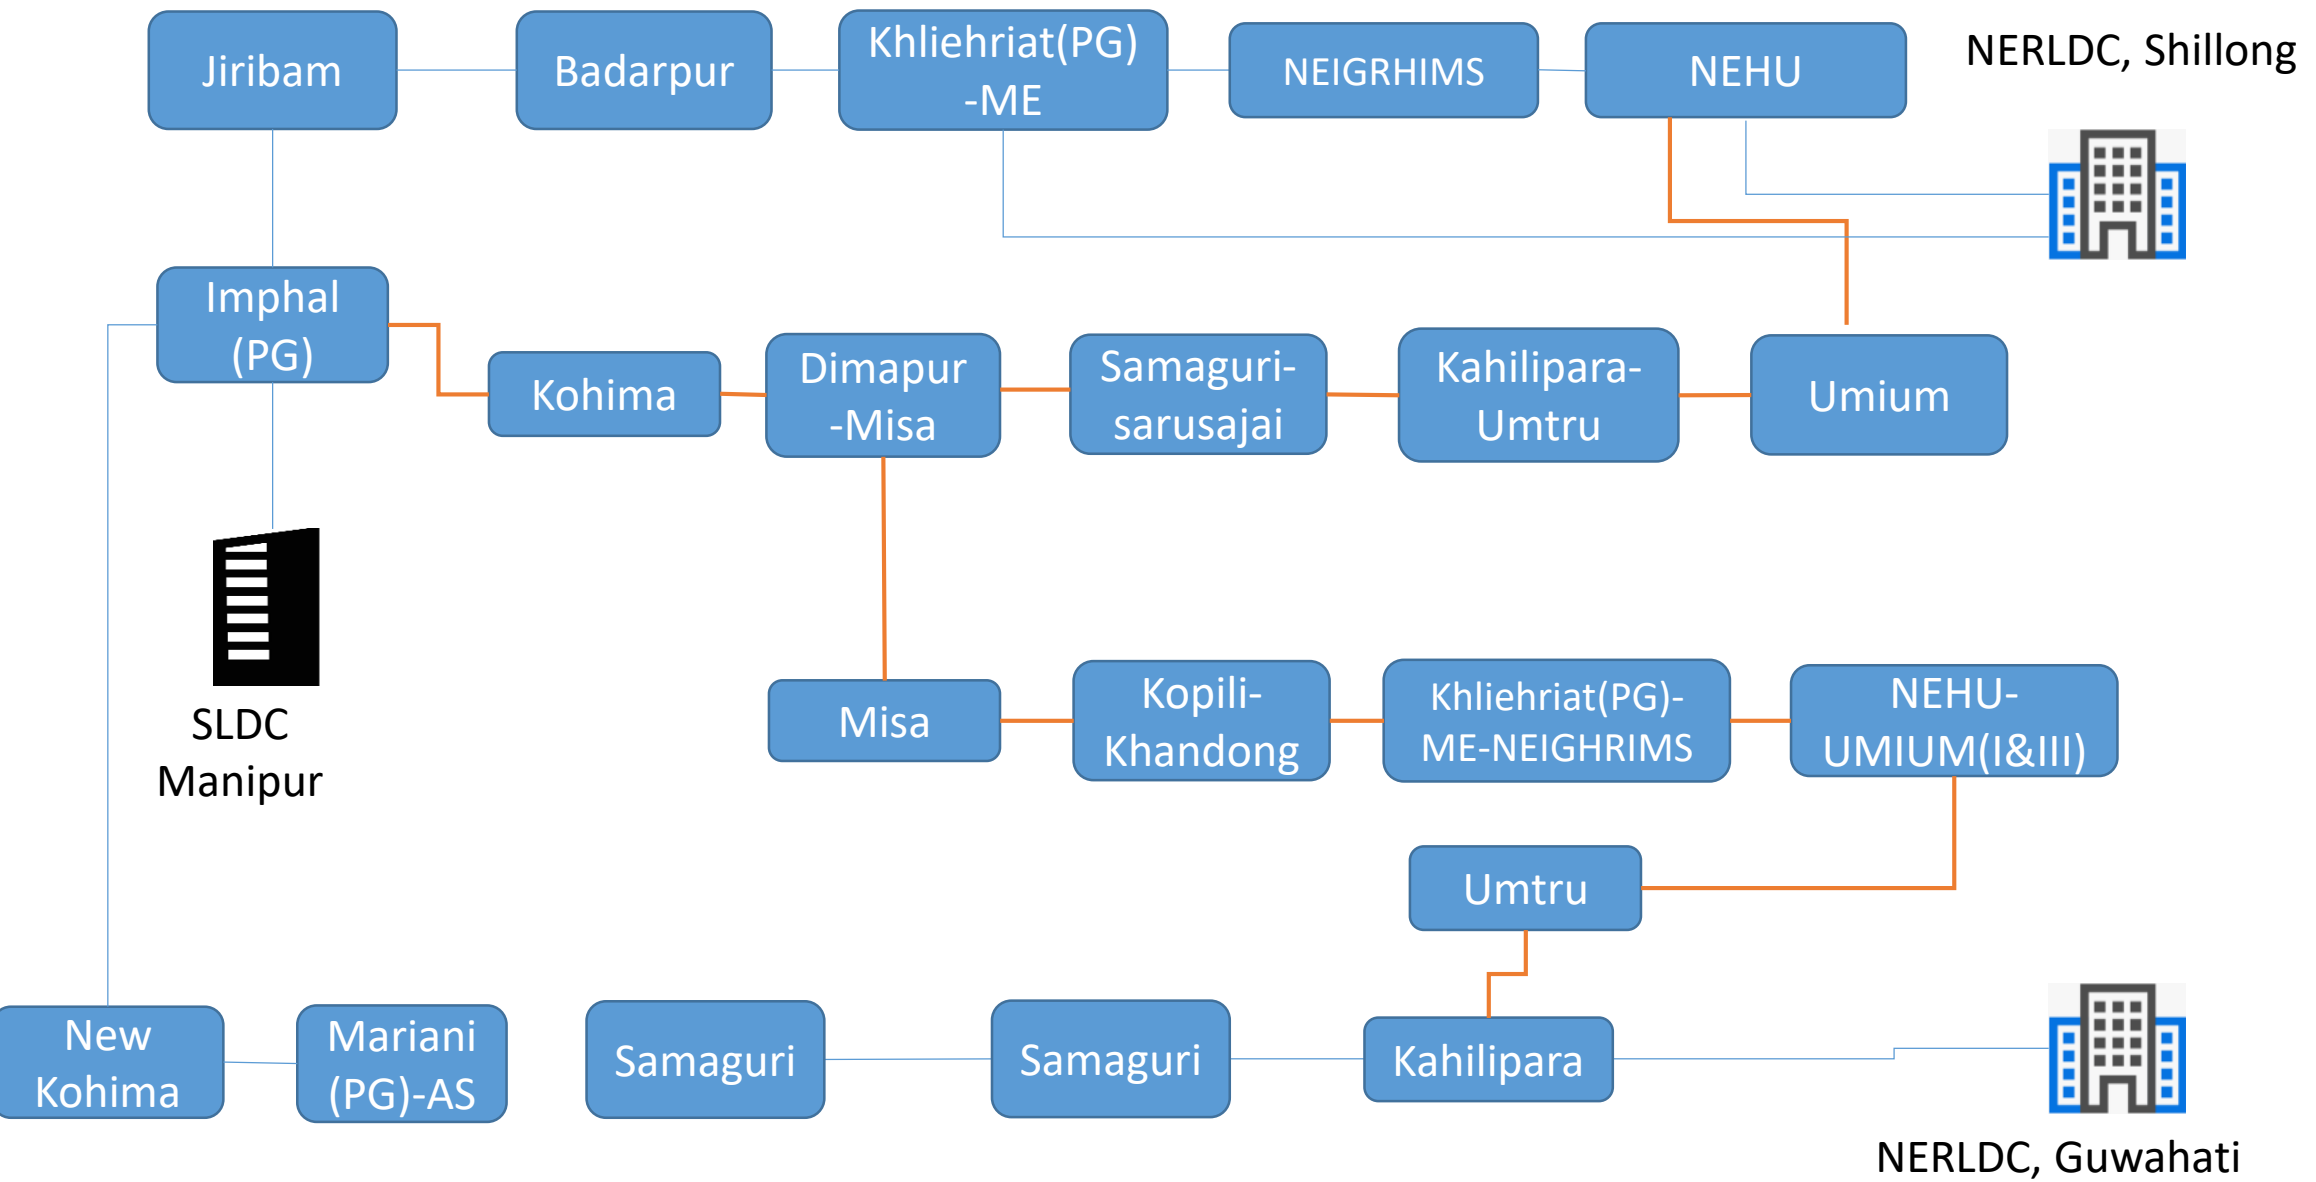 Jiribam
Badarpur
Khliehriat(PG)
-ME
NEIGRHIMS
NEHU
NERLDC, Shillong
Imphal
(PG)
Kohima
Dimapur
-Misa
Samaguri-
sarusajai
Kahilipara-
Umtru
Umium
SLDC
Manipur
Misa
Kopili-
Khandong
Khliehriat(PG)-
ME-NEIGHRIMS
NEHU-
UMIUM(I&III)
Umtru
New
Kohima
Mariani
(PG)-AS
Samaguri
Samaguri
Kahilipara
NERLDC, Guwahati